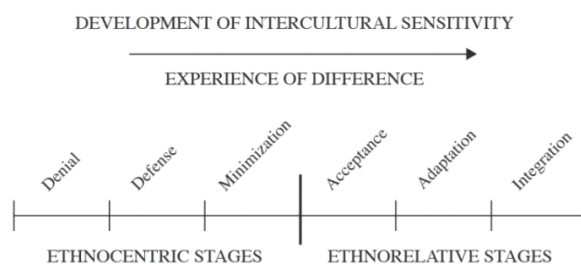 DEVELOPMENT OF INTERCULTURAL SENSITIVITY
EXPERIENCE OF DIFFERENCE
Denial
Defense
Minimization
Acceptance
Adaptation
Integration
ETHNOCENTRIC STAGES
ETHNORELATIVE STAGES